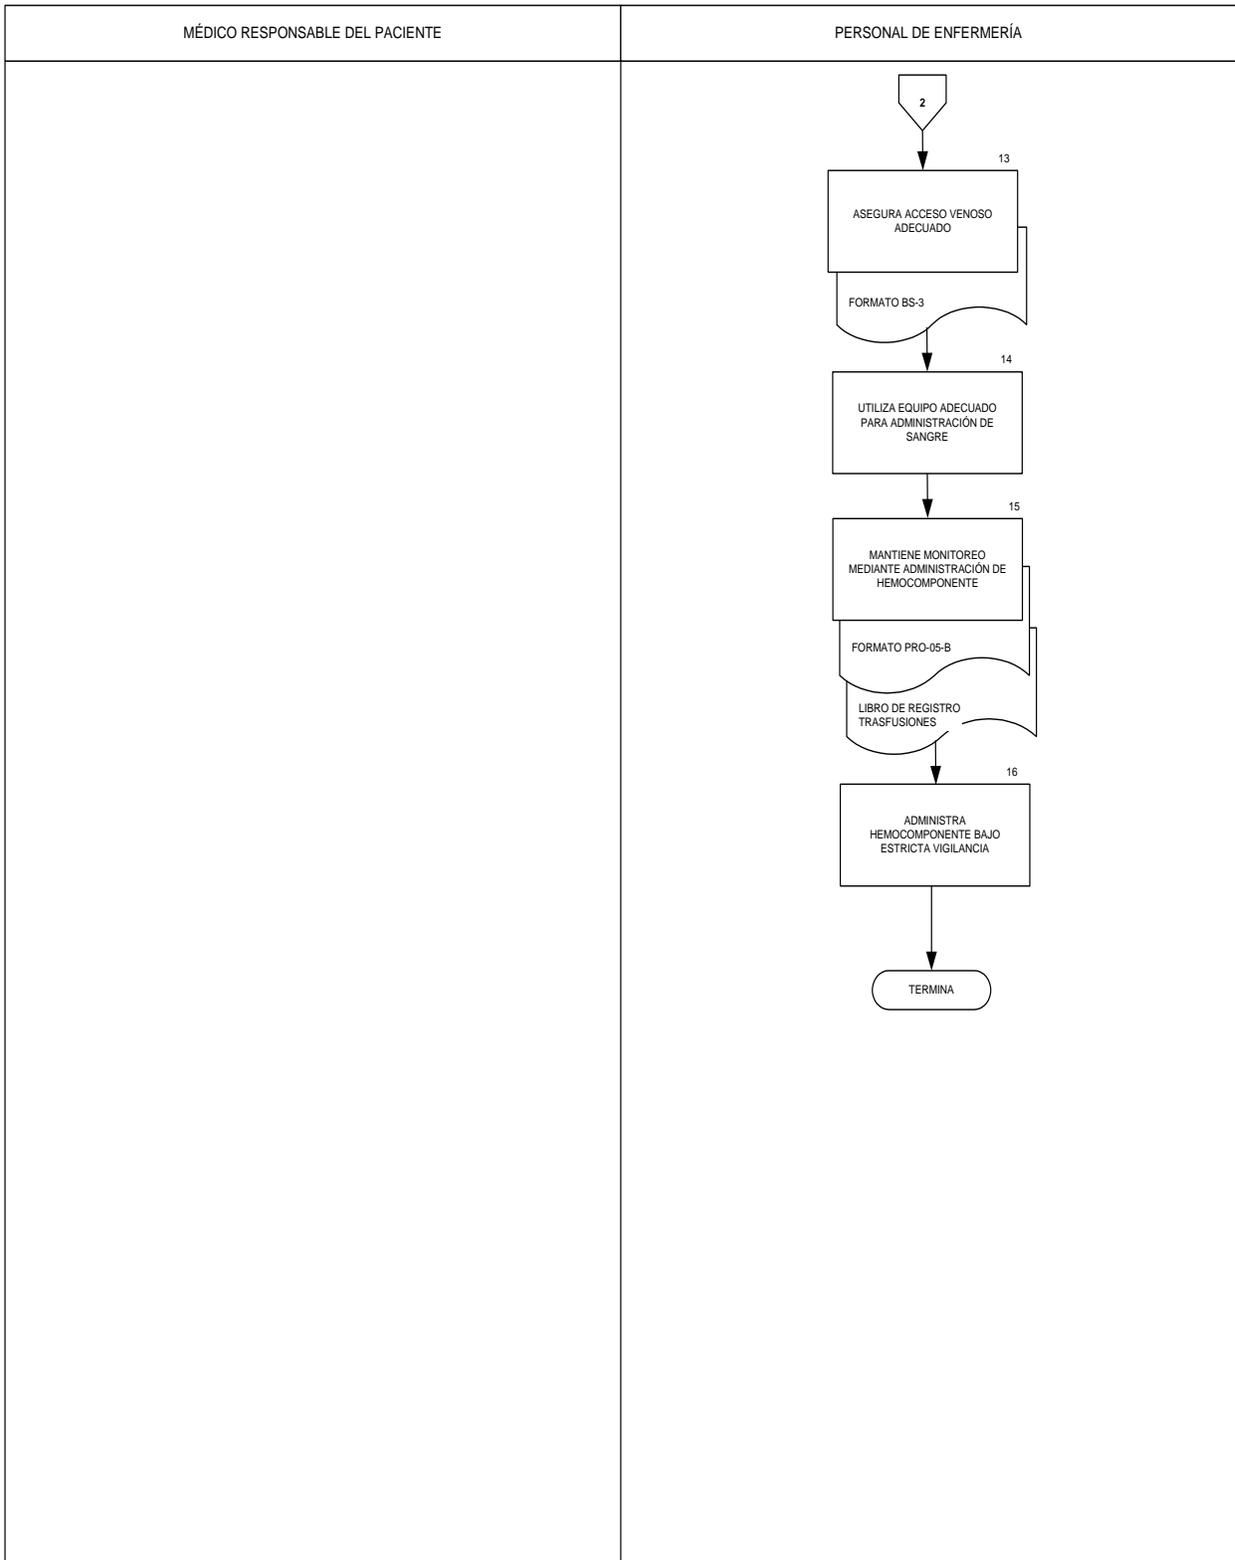 MÉDICO RESPONSABLE DEL PACIENTE
PERSONAL DE ENFERMERÍA
2
13
ASEGURA ACCESO VENOSO
ADECUADO
FORMATO BS-3
14
UTILIZA EQUIPO ADECUADO
PARA ADMINISTRACIÓN DE
SANGRE
15
MANTIENE MONITOREO
MEDIANTE ADMINISTRACIÓN DE
HEMOCOMPONENTE
FORMATO PRO-05-B
LIBRO DE REGISTRO
TRASFUSIONES
16
ADMINISTRA
HEMOCOMPONENTE BAJO
ESTRICTA VIGILANCIA
TERMINA